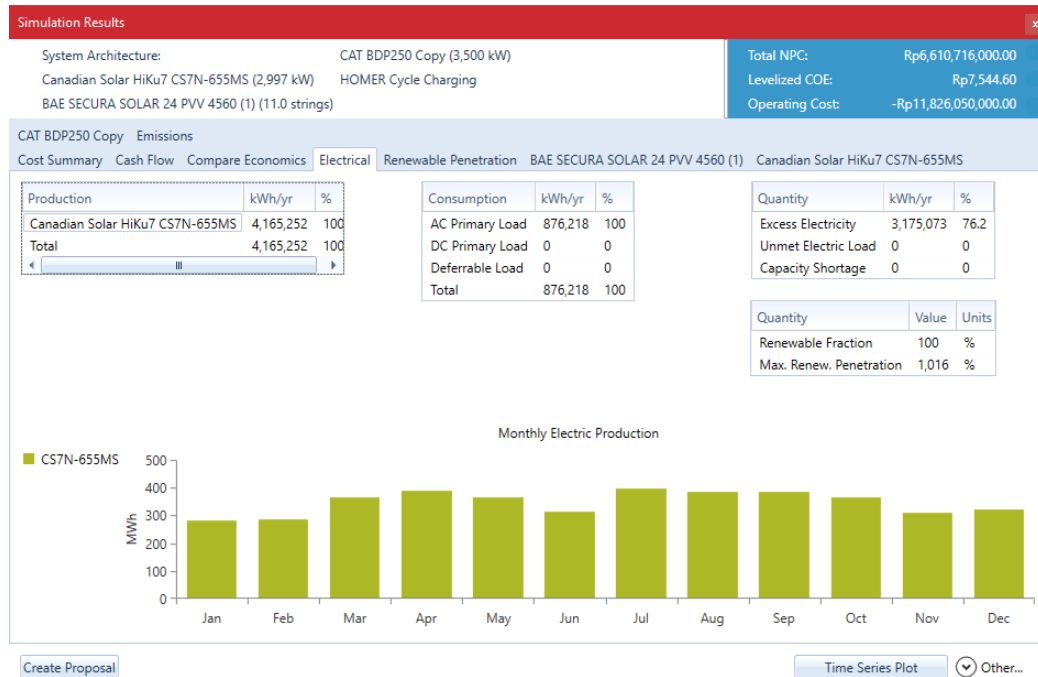 Simulation Results
x
System Architecture:
CAT BDP250 Copy (3,500 kW)
Canadian Solar HiKu7 CS7N-655MS (2,997 kW)
HOMER Cycle Charging
BAE SECURA SOLAR 24 PVV 4560 (1) (11.0 strings)
Total NPC: Rp6,610,716,000.00
Levelized COE: Rp7,544.60
Operating Cost: -Rp11,826,050,000.00
CAT BDP250 Copy Emissions
Cost Summary Cash Flow Compare Economics Electrical Renewable Penetration BAE SECURA SOLAR 24 PVV 4560 (1) Canadian Solar HiKu7 CS7N-655MS
Production kWh/yr %
Canadian Solar HiKu7 CS7N-655MS 4,165,252 100
Total 4,165,252 100
Consumption kWh/yr %
AC Primary Load 876,218 100
DC Primary Load 0 0
Deferrable Load 0 0
Total 876,218 100
Quantity kWh/yr %
Excess Electricity 3,175,073 76.2
Unmet Electric Load 0 0
Capacity Shortage 0 0
Quantity Value Units
Renewable Fraction 100 %
Max. Renew. Penetration 1,016 %
Monthly Electric Production
CS7N-655MS
MWh
500
400
300
200
100
0
Jan Feb Mar Apr May Jun Jul Aug Sep Oct Nov Dec
Create Proposal
Time Series Plot
Other...